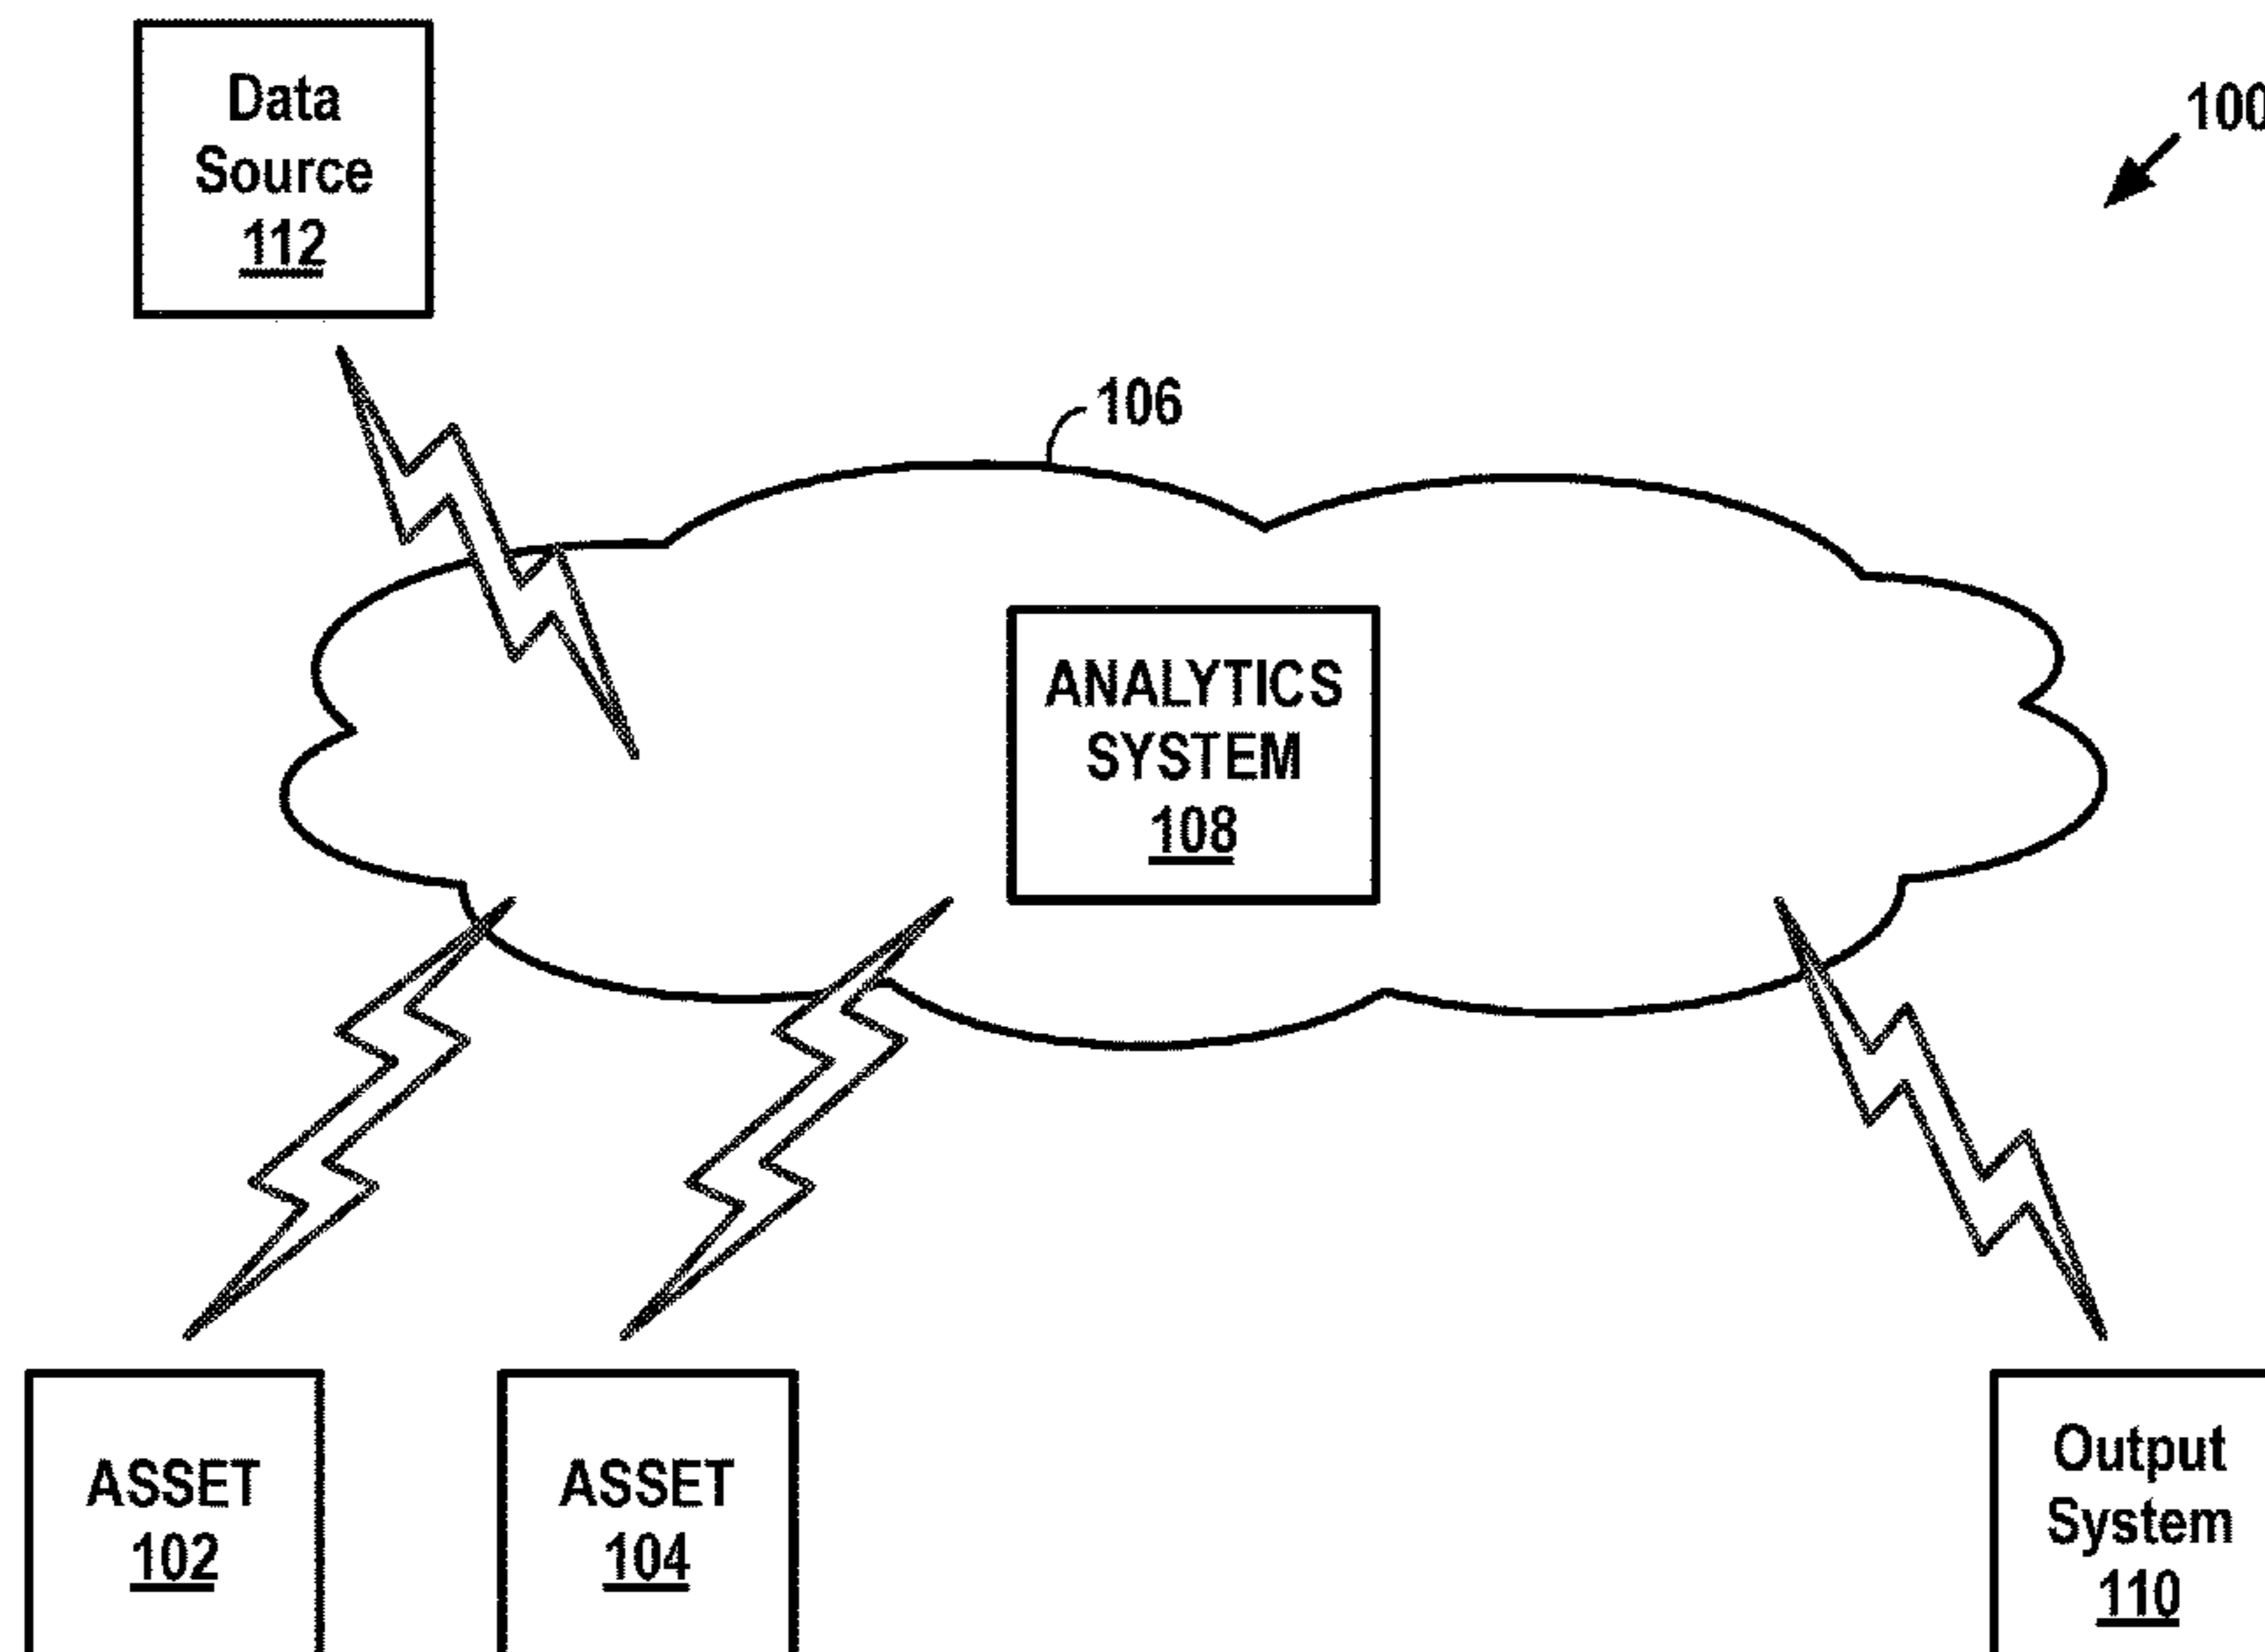 Data
Source
112
100
106
ANALYTICS
SYSTEM
108
ASSET
102
ASSET
104
Output
System
110